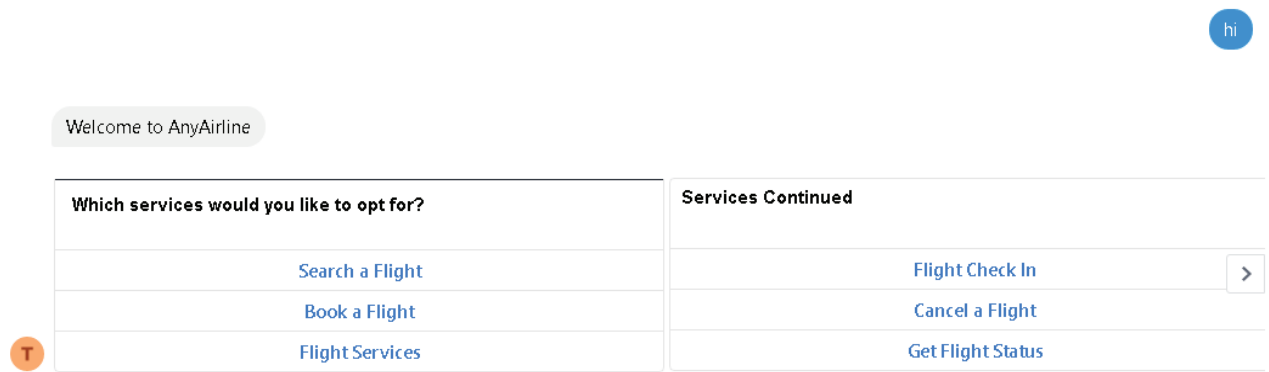 hi
Welcome to AnyAirline
Which services would you like to opt for?
Search a Flight
Book a Flight
Flight Services
Services Continued
Flight Check In
Cancel a Flight
Get Flight Status
T